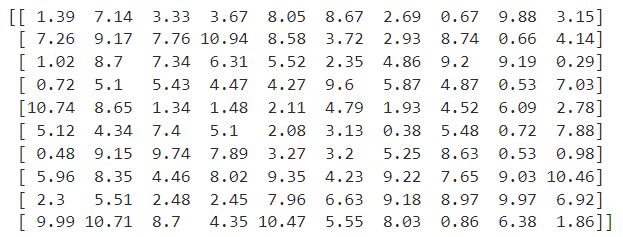 [[ 1.39 7.14 3.33 3.67 8.05 8.67 2.69 0.67 9.88 3.15]
[ 7.26 9.17 7.76 10.94 8.58 3.72 2.93 8.74 0.66 4.14]
[ 1.02 8.7 7.34 6.31 5.52 2.35 4.86 9.2 9.19 0.29]
[ 0.72 5.1 5.43 4.47 4.27 9.6 5.87 4.87 0.53 7.03]
[10.74 8.65 1.34 1.48 2.11 4.79 1.93 4.52 6.09 2.78]
[ 5.12 4.34 7.4 5.1 2.08 3.13 0.38 5.48 0.72 7.88]
[ 0.48 9.15 9.74 7.89 3.27 3.2 5.25 8.63 0.53 0.98]
[ 5.96 8.35 4.46 8.02 9.35 4.23 9.22 7.65 9.03 10.46]
[ 2.3 5.51 2.48 2.45 7.96 6.63 9.18 8.97 9.97 6.92]
[ 9.99 10.71 8.7 4.35 10.47 5.55 8.03 0.86 6.38 1.86]]